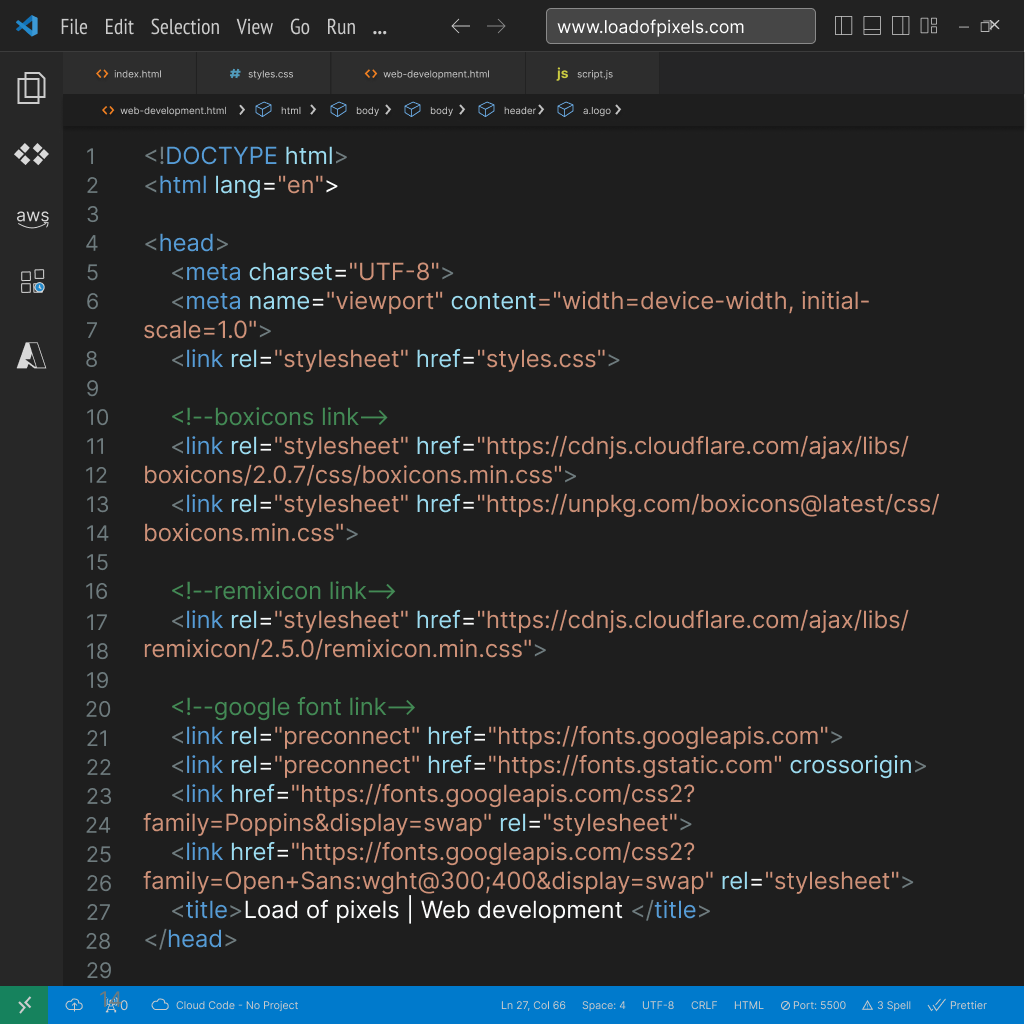 File Edit Selection View Go Run ... www.loadofpixels.com
index.html styles.css web-development.html js script.js
web-development.html > html > body > body > header > a.logo >
aws
1 <!DOCTYPE html>
2 <html lang="en">
3
4 <head>
5 <meta charset="UTF-8">
6 <meta name="viewport" content="width=device-width, initial-
7 scale=1.0">
8 <link rel="stylesheet" href="styles.css">
9
10 <!--boxicons link-->
11 <link rel="stylesheet" href="https://cdnjs.cloudflare.com/ajax/libs/
12 boxicons/2.0.7/css/boxicons.min.css">
13 <link rel="stylesheet" href="https://unpkg.com/boxicons@latest/css/
14 boxicons.min.css">
15
16 <!--remixicon link-->
17 <link rel="stylesheet" href="https://cdnjs.cloudflare.com/ajax/libs/
18 remixicon/2.5.0/remixicon.min.css">
19
20 <!--google font link-->
21 <link rel="preconnect" href="https://fonts.googleapis.com">
22 <link rel="preconnect" href="https://fonts.gstatic.com" crossorigin>
23 <link href="https://fonts.googleapis.com/css2?
24 family=Poppins&display=swap" rel="stylesheet">
25 <link href="https://fonts.googleapis.com/css2?
26 family=Open+Sans:wght@300;400&display=swap" rel="stylesheet">
27 <title>Load of pixels | Web development </title>
28 </head>
29
0 Cloud Code - No Project Ln 27, Col 66 Space: 4 UTF-8 CRLF HTML Port: 5500 3 Spell Prettier